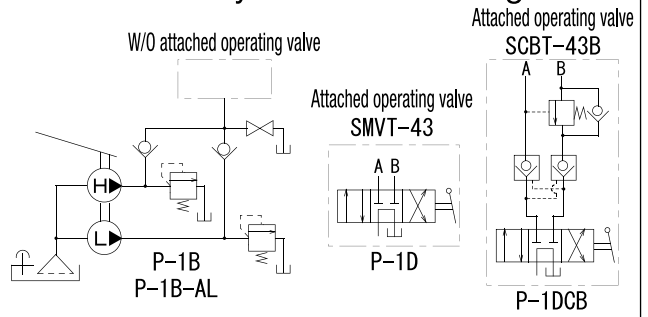 W/O attached operating valve
H
L
P-1B
P-1B-AL
Attached operating valve
SMVT-43
A B
P-1D
Attached operating valve
SCBT-43B
A B
P-1DCB